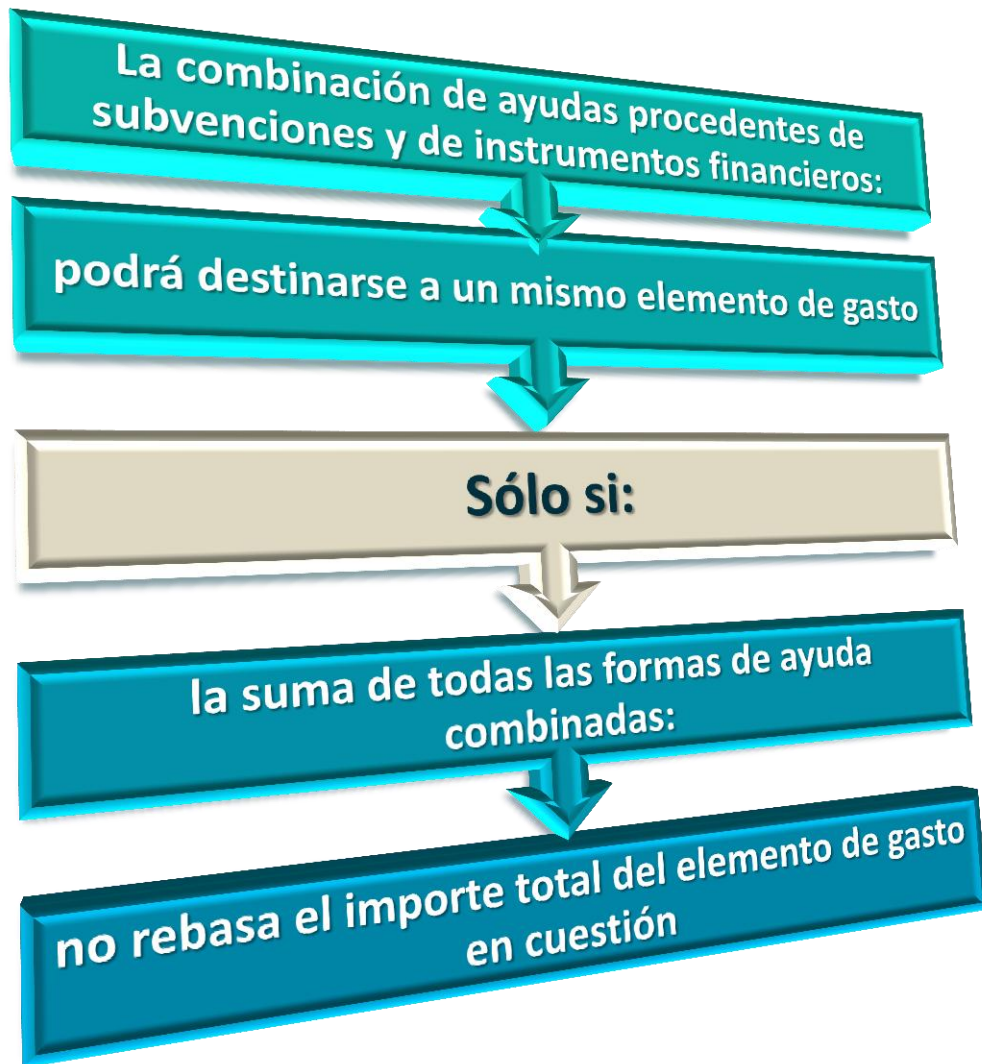 La combinación de ayudas procedentes de
subvenciones y de instrumentos financieros:
podrá destinarse a un mismo elemento de gasto
Sólo si:
la suma de todas las formas de ayuda
combinadas:
no rebasa el importe total del elemento de gasto
en cuestión